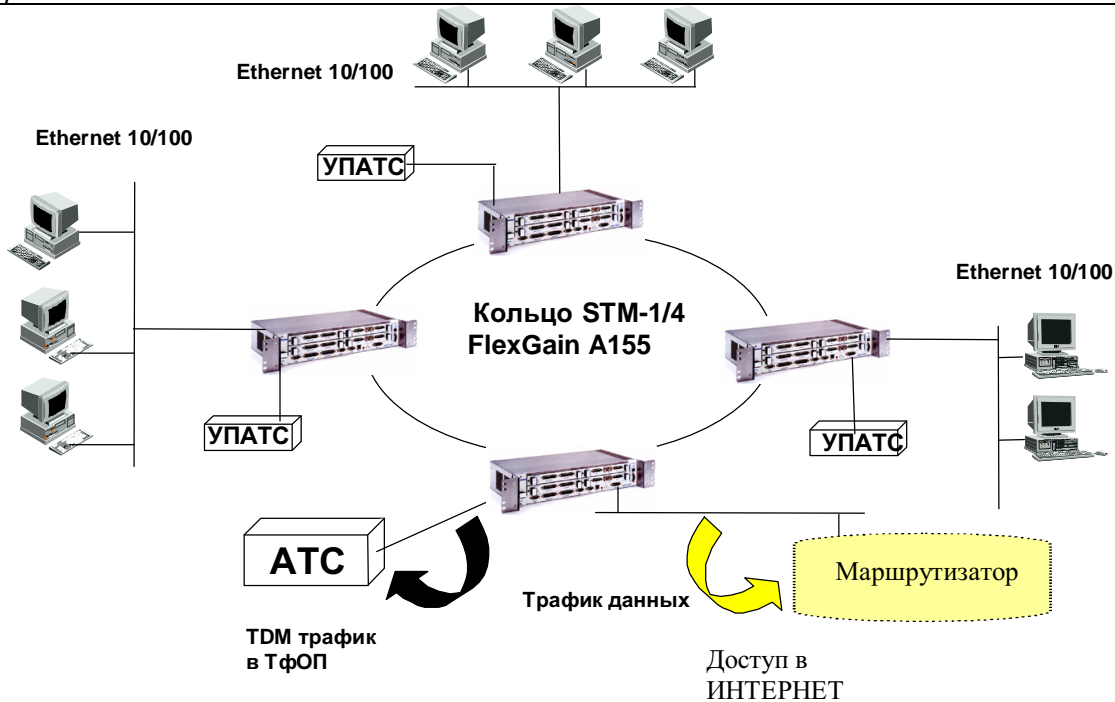 Ethernet 10/100
Ethernet 10/100
УПАТС
Ethernet 10/100
Кольцо STM-1/4
FlexGain A155
УПАТС
УПАТС
АТС
Маршрутизатор
Трафик данных
TDM трафик
в ТфОП
Доступ в
ИНТЕРНЕТ